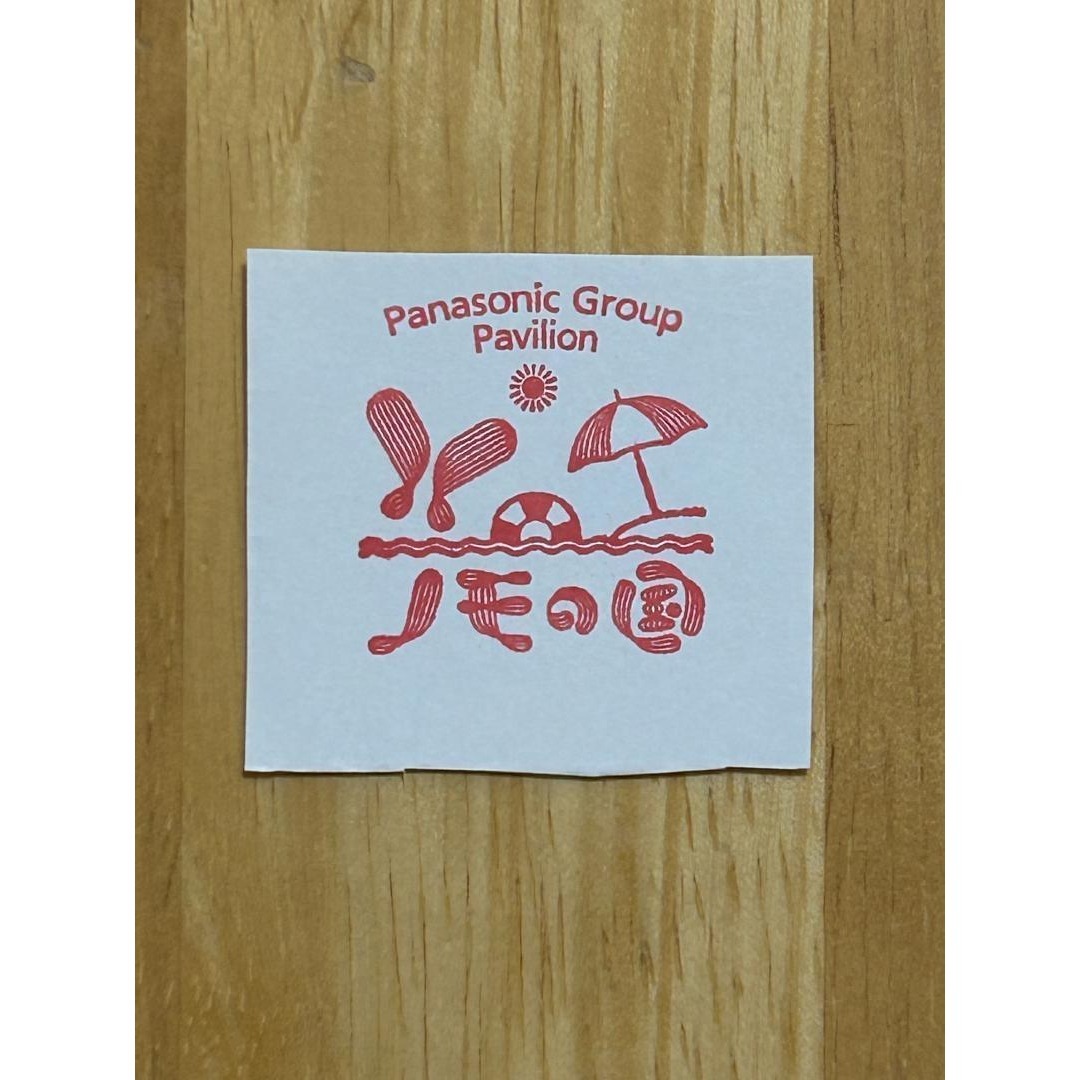 Panasonic Group
Pavilion
ノモの国